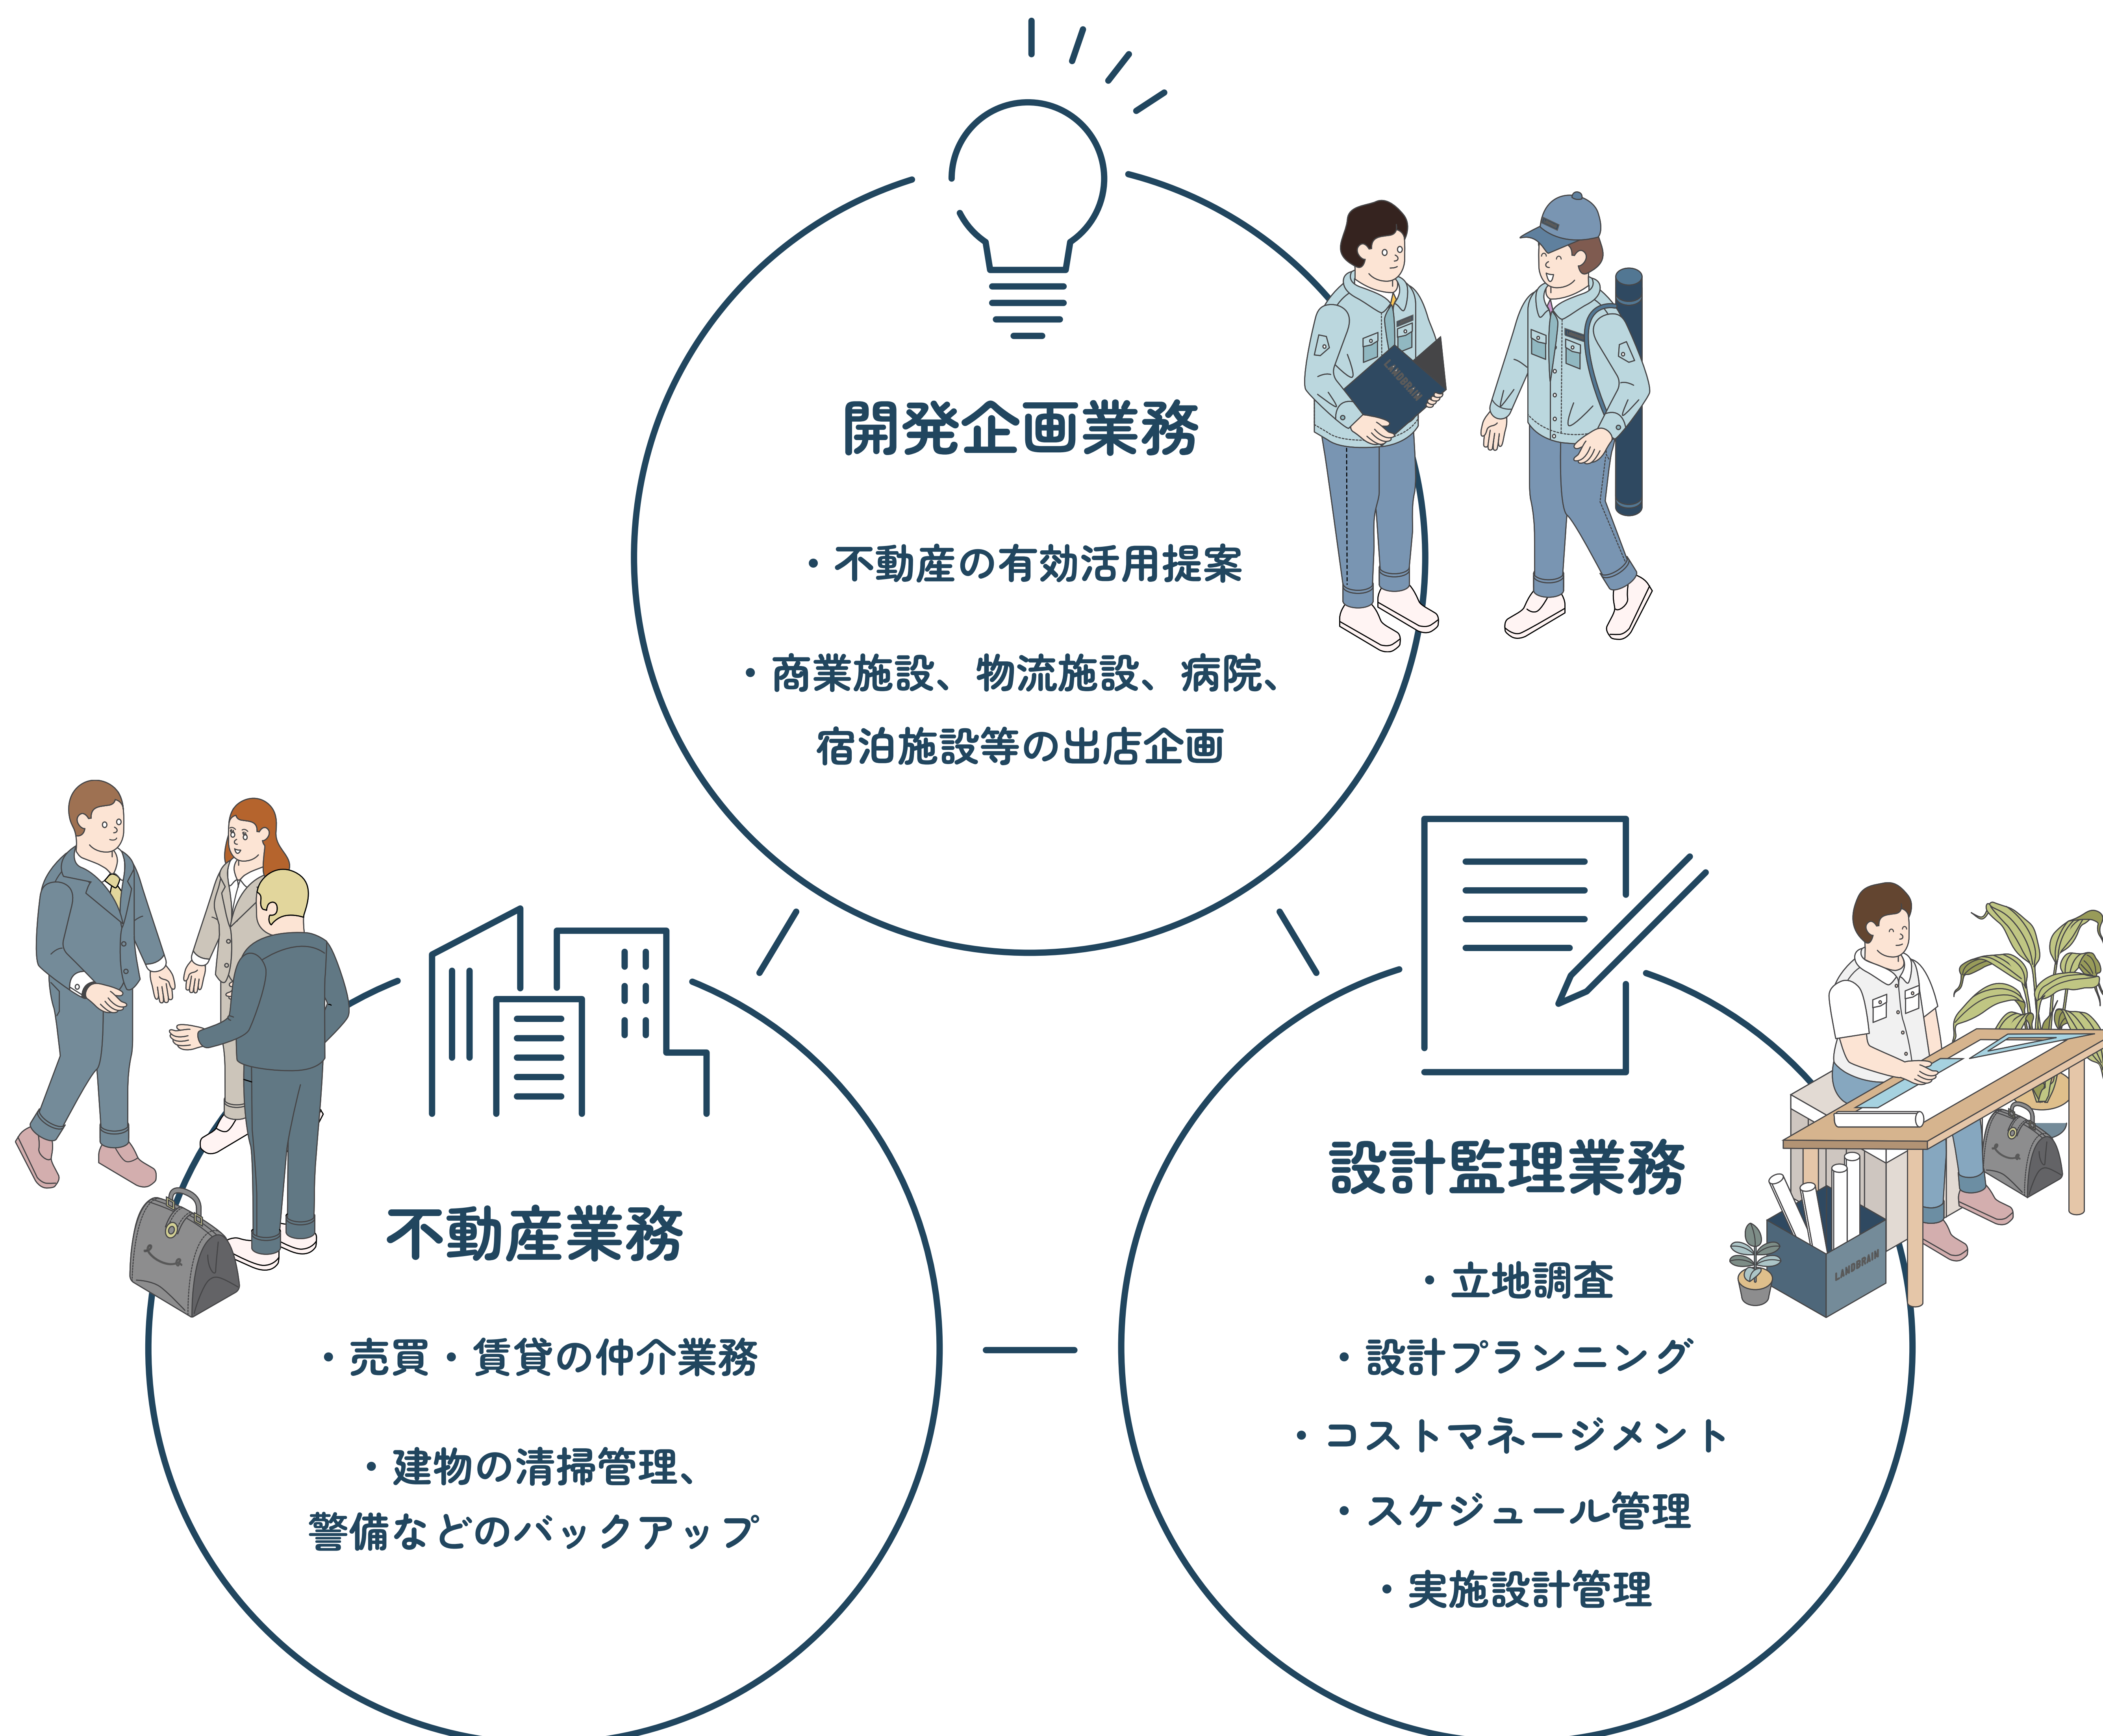 開発企画業務
・不動産の有効活用提案
・商業施設、物流施設、病院、
宿泊施設等の出店企画
LANDBRAIN
不動産業務
・売買・賃貸の仲介業務
・建物の清掃管理、
警備などのバックアップ
設計監理業務
・立地調査
・設計プランニング
・コストマネージメント
・スケジュール管理
・実施設計管理
LANDBRAIN